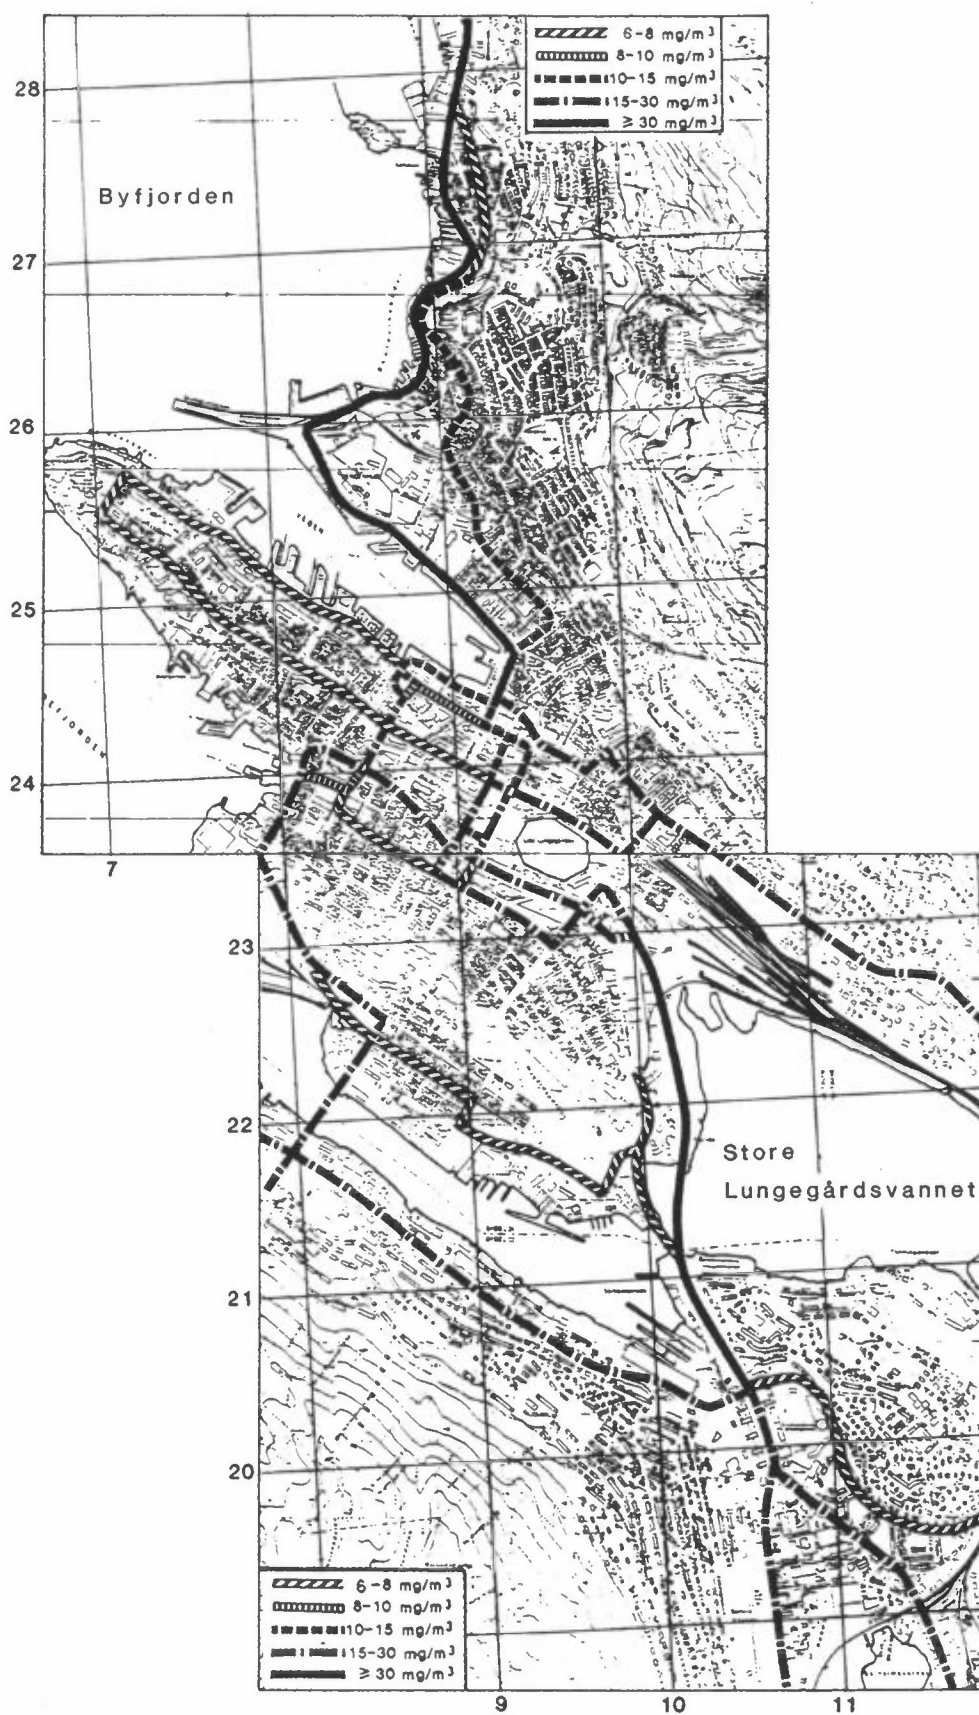 6-8 mg/m³
8-10 mg/m³
10-15 mg/m³
15-30 mg/m³
≥ 30 mg/m³
28
Byfjorden
27
26
VÅGEN
25
24
7
23
22
Store
Lungegårdsvannet
21
20
6-8 mg/m³
8-10 mg/m³
10-15 mg/m³
15-30 mg/m³
≥ 30 mg/m³
9
10
11